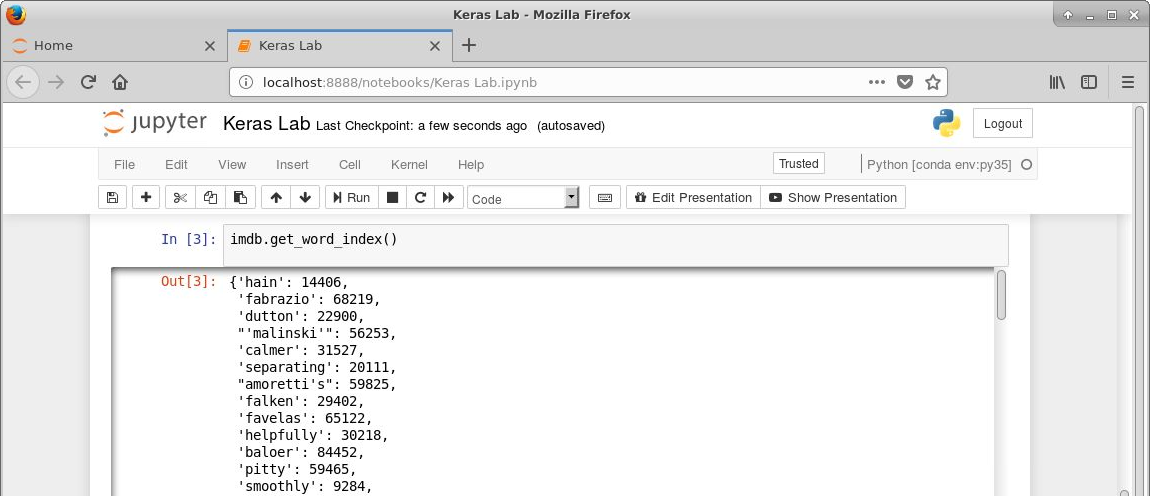 Keras Lab - Mozilla Firefox
Home
Keras Lab
localhost:8888/notebooks/Keras Lab.ipynb
jupyter Keras Lab Last Checkpoint: a few seconds ago (autosaved)
Logout
File Edit View Insert Cell Kernel Help
Trusted
Python [conda env:py35]
Run
Code
Edit Presentation
Show Presentation
In [3]: imdb.get_word_index()
Out[3]: {'hain': 14406,
'fabrazio': 68219,
'dutton': 22900,
"'malinski'": 56253,
'calmer': 31527,
'separating': 20111,
"amoretti's": 59825,
'falken': 29402,
'favelas': 65122,
'helpfully': 30218,
'baloer': 84452,
'pitty': 59465,
'smoothly': 9284,